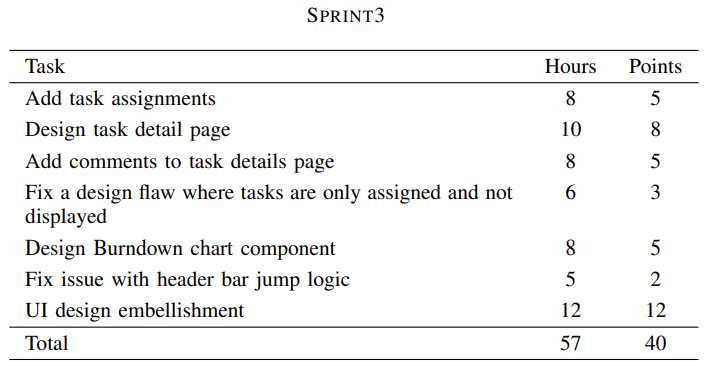 SPRINT3
Task Hours Points
Add task assignments 8 5
Design task detail page 10 8
Add comments to task details page 8 5
Fix a design flaw where tasks are only assigned and not 6 3
displayed
Design Burndown chart component 8 5
Fix issue with header bar jump logic 5 2
UI design embellishment 12 12
Total 57 40